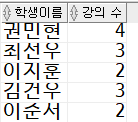 학생이름 강의 수
권민현 4
최선우 3
이지훈 2
김건우 3
이순서 2